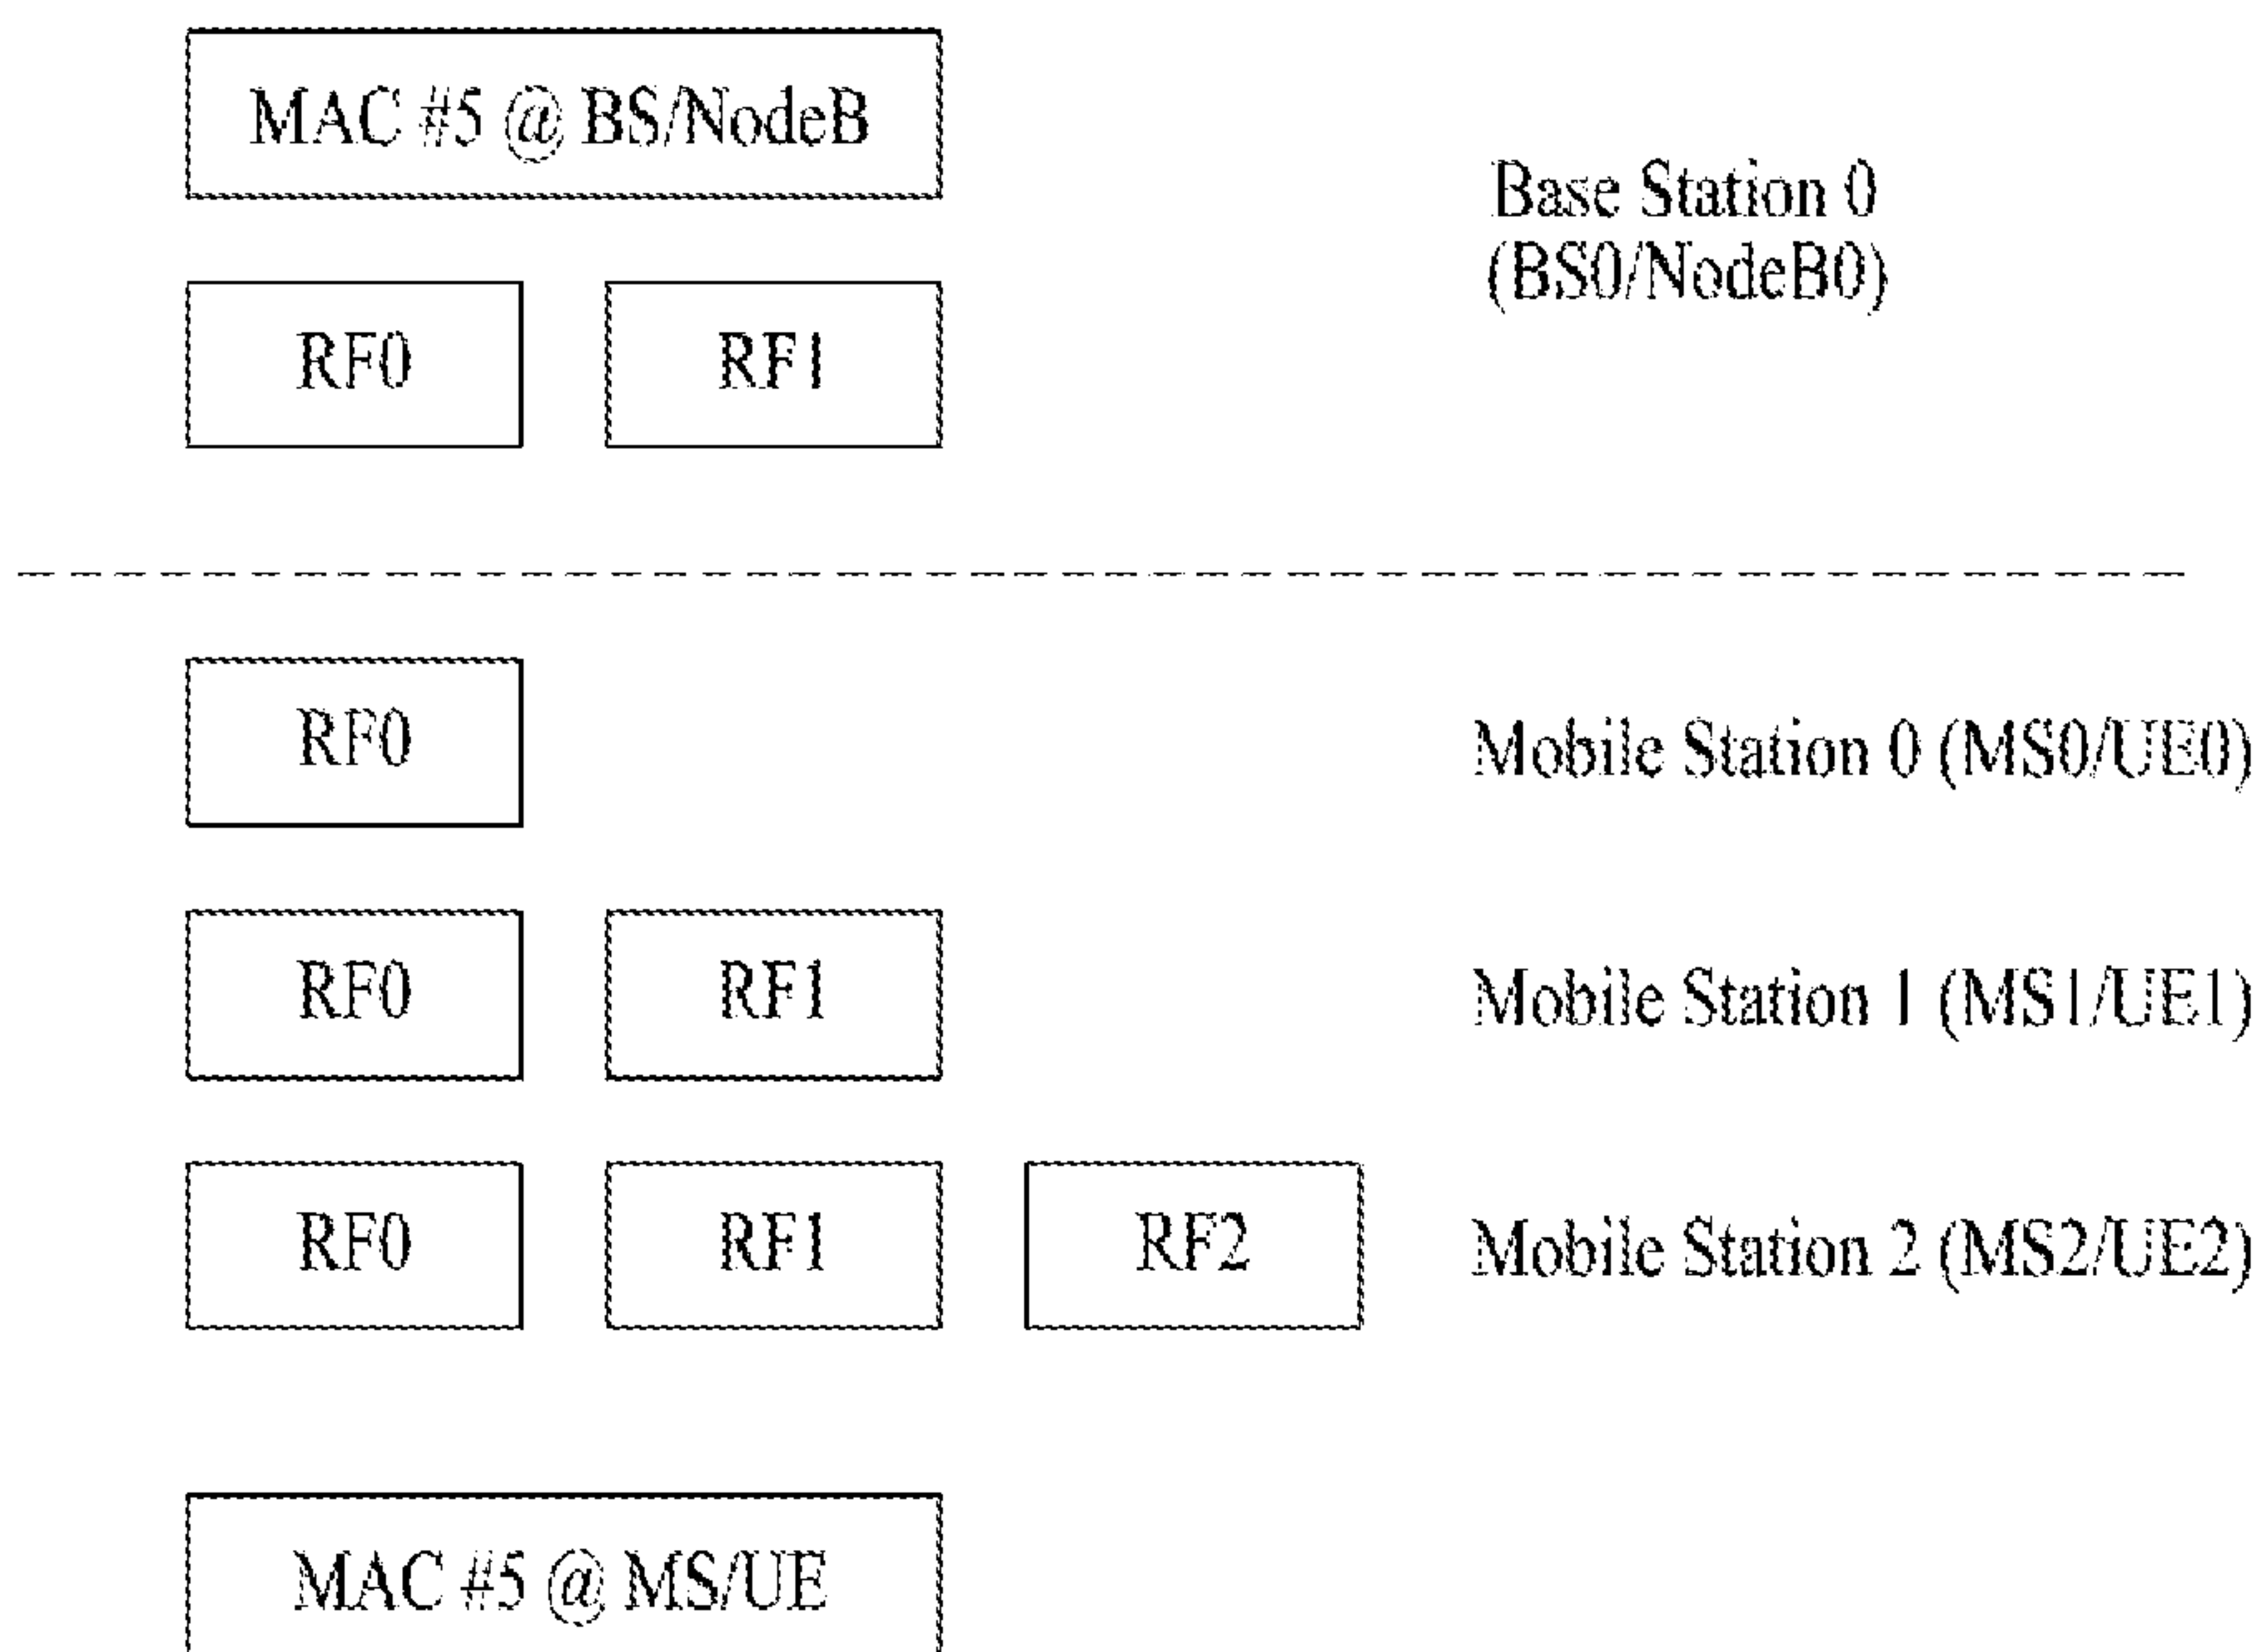 MAC #5 @ BS/NodeB
Base Station 0
(BS0/NodeB0)
RF0 RF1
RF0 Mobile Station 0 (MS0/UE0)
RF0 RF1 Mobile Station 1 (MS1/UE1)
RF0 RF1 RF2 Mobile Station 2 (MS2/UE2)
MAC #5 @ MS/UE